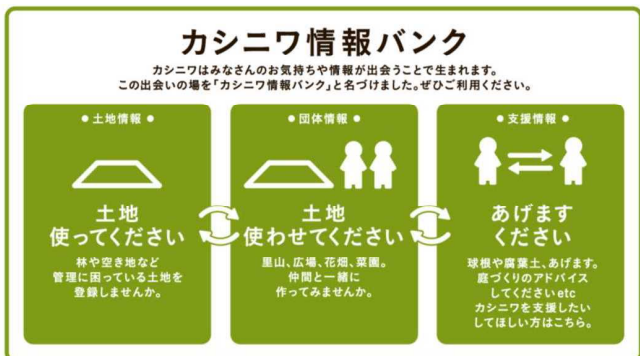 カシニワ情報バンク
カシニワはみなさんのお気持ちや情報が出会うことで生まれます。
この出会いの場を「カシニワ情報バンク」と名づけました。ぜひご利用ください。
●土地情報●
土地
使ってください
林や空き地など
管理に困っている土地を
登録しませんか。
●団体情報●
土地
使わせてください
里山、広場、花畑、菜園。
仲間と一緒に
作ってみませんか。
●支援情報●
あげます
ください
球根や腐葉土、あげます。
庭づくりのアドバイス
してくださいetc
カシニワを支援したい
してほしい方はこちら。